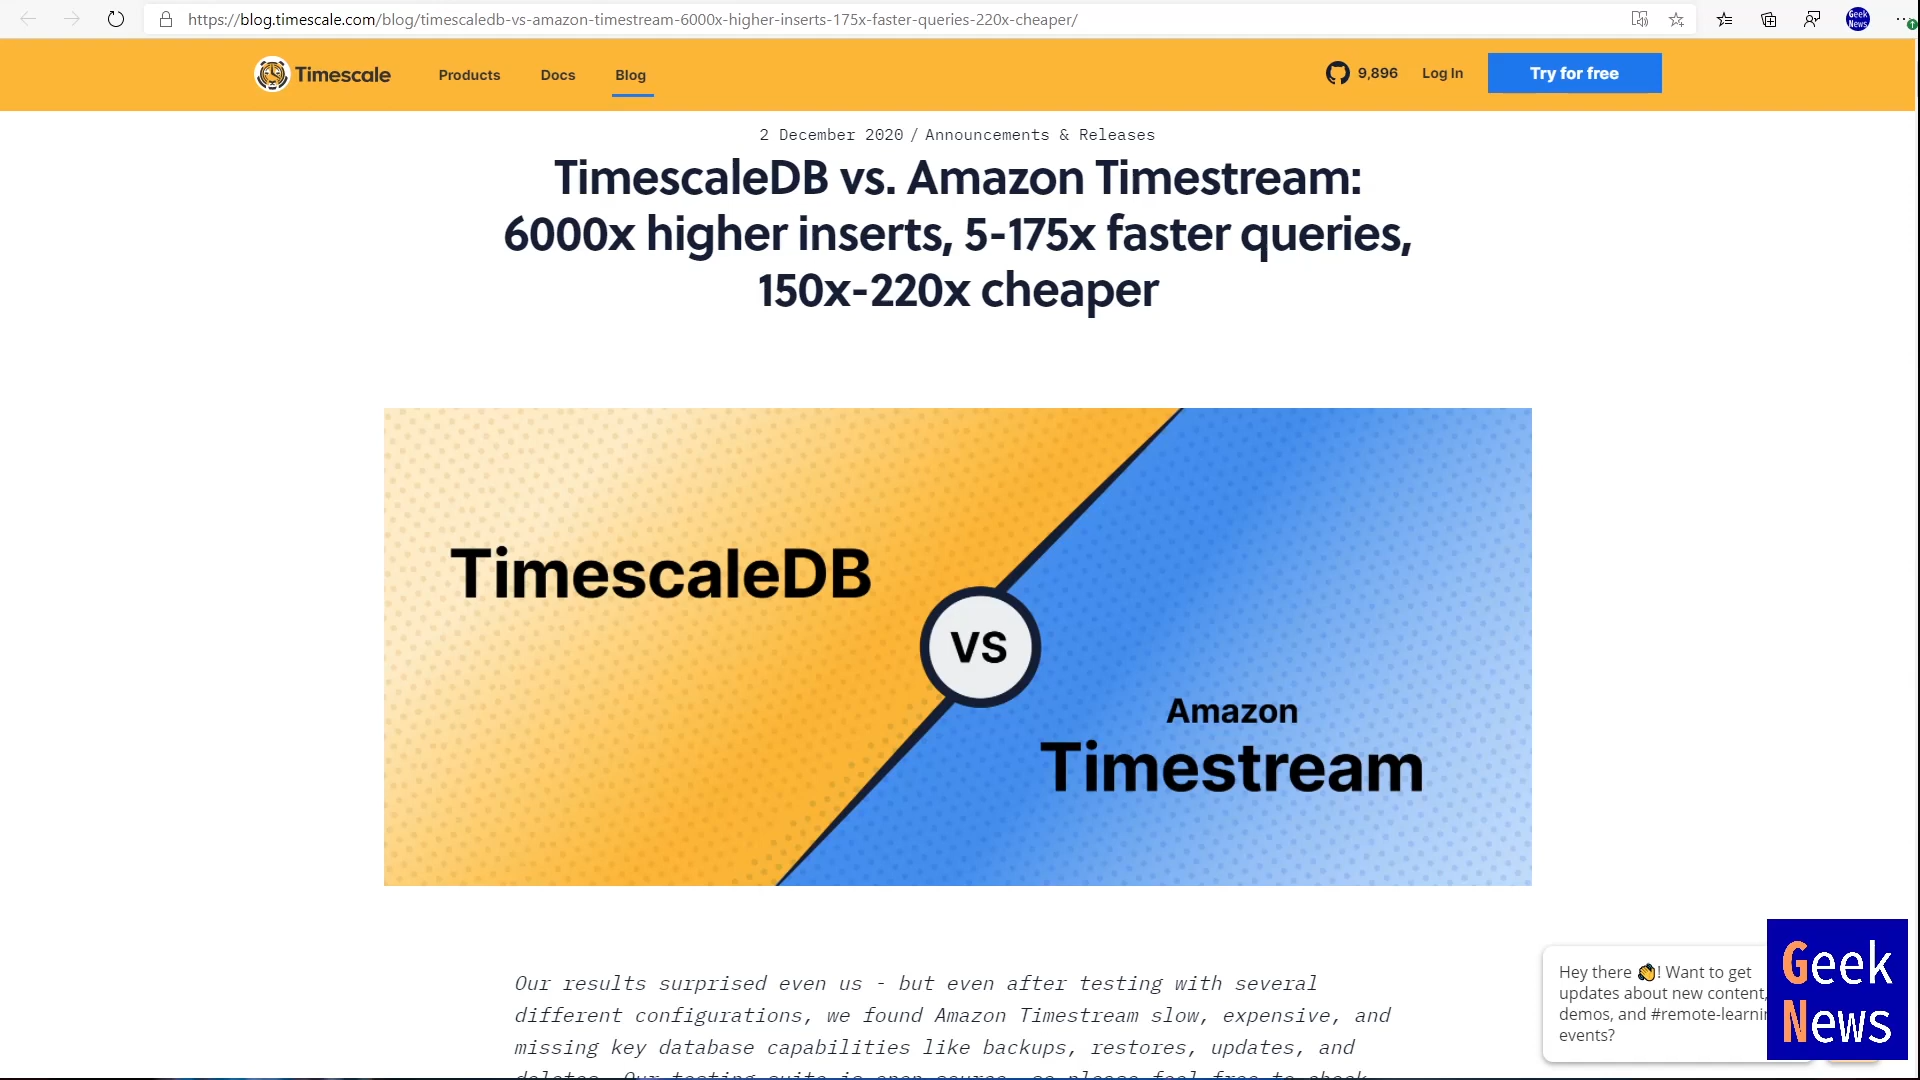 https://blog.timescale.com/blog/timescaledb-vs-amazon-timestream-6000x-higher-inserts-175x-faster-queries-220x-cheaper/
Geek
News
Timescale
Products
Docs
Blog
9,896
Log In
Try for free
2 December 2020 / Announcements & Releases
TimescaleDB vs. Amazon Timestream:
6000x higher inserts, 5-175x faster queries,
150x-220x cheaper
TimescaleDB
VS
Amazon
Timestream
Our results surprised even us - but even after testing with several
different configurations, we found Amazon Timestream slow, expensive, and
missing key database capabilities like backups, restores, updates, and
Hey there 👋! Want to get
updates about new content,
demos, and
events?
Geek
News